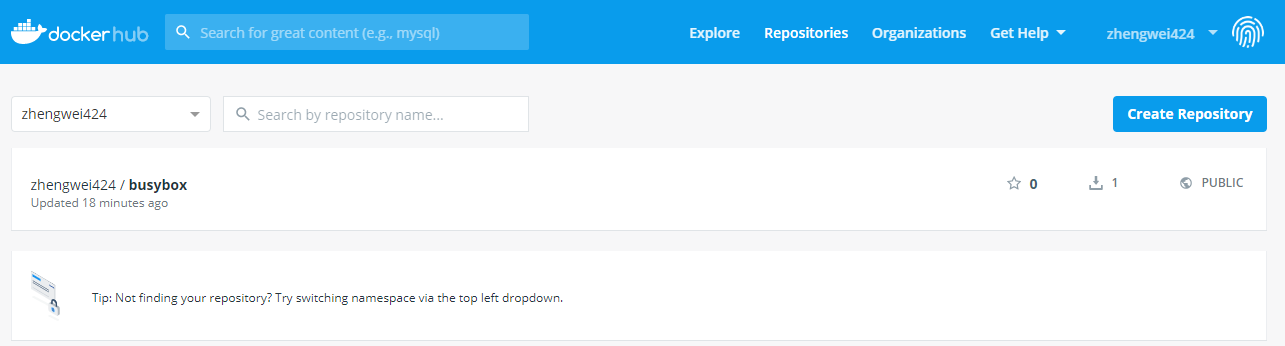 dockerhub Search for great content (e.g., mysql) Explore Repositories Organizations Get Help zhengwei424
zhengwei424 Search by repository name... Create Repository
zhengwei424 / busybox 0 1 PUBLIC
Updated 18 minutes ago
Tip: Not finding your repository? Try switching namespace via the top left dropdown.